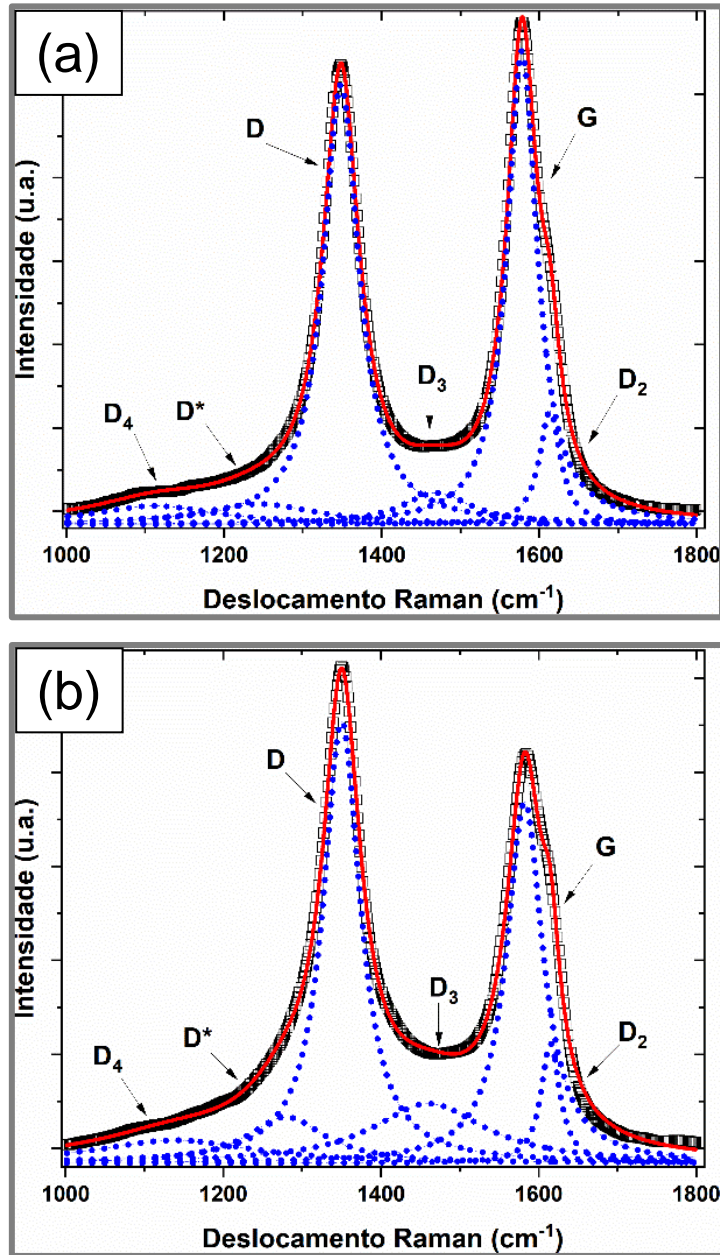 (a)
D
G
D₃
D₂
D*
D₄
Intensidade (u.a.)
1000 1200 1400 1600 1800
Deslocamento Raman (cm⁻¹)
(b)
D
G
D₃
D*
D₂
D₄
Intensidade (u.a.)
1000 1200 1400 1600 1800
Deslocamento Raman (cm⁻¹)